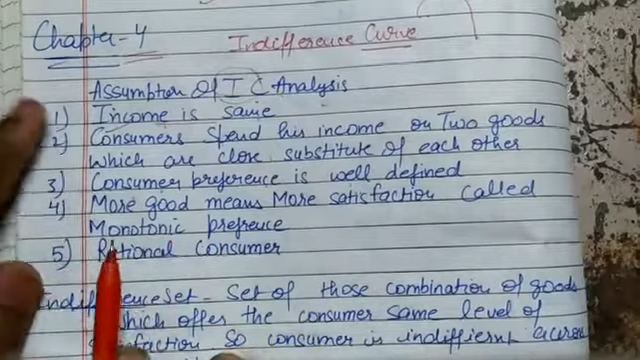 Chapter-4
Indifference Curve
Assumption Of I C Analysis
1) Income is same
2) Consumers spend his income on Two goods
which are close substitute of each other
3) Consumer preference is well defined
4) More good means More satisfaction called
Monotonic prefreuce
5) Rational Consumer
Set - Set of those combination of goods
which offers the consumer same level of
So consumer is indiffierent